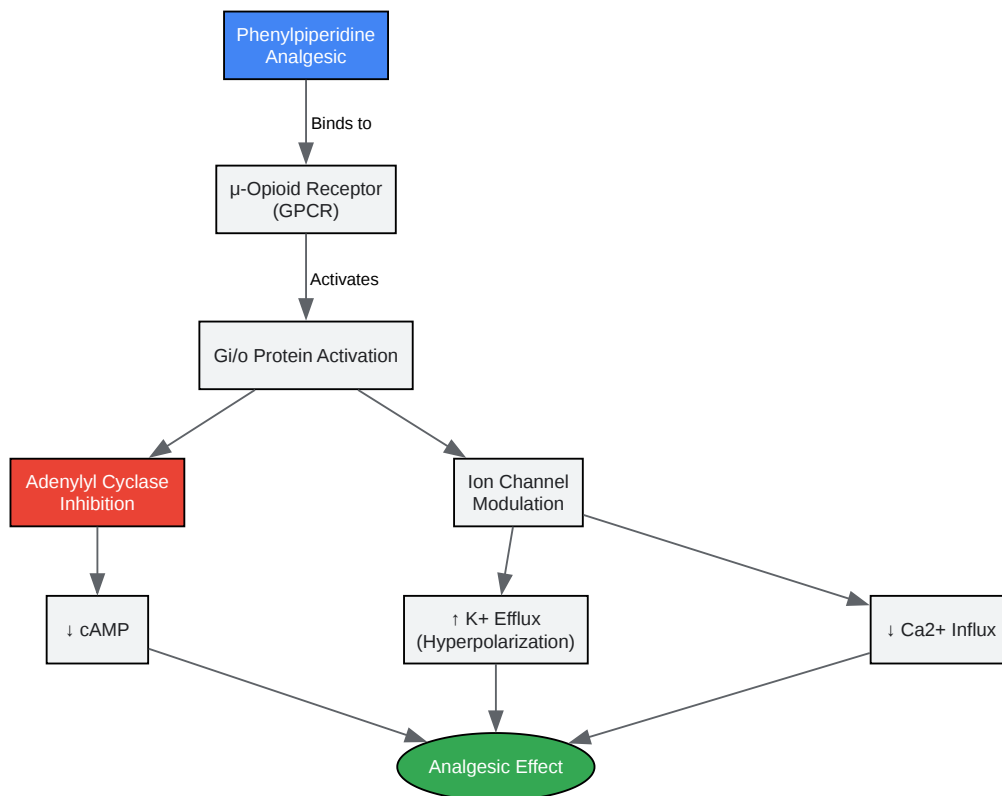 Phenylpiperidine
Analgesic
Binds to
μ-Opioid Receptor
(GPCR)
Activates
Gi/o Protein Activation
Adenylyl Cyclase
Inhibition
Ion Channel
Modulation
↓ cAMP
↑ K+ Efflux
(Hyperpolarization)
↓ Ca2+ Influx
Analgesic Effect